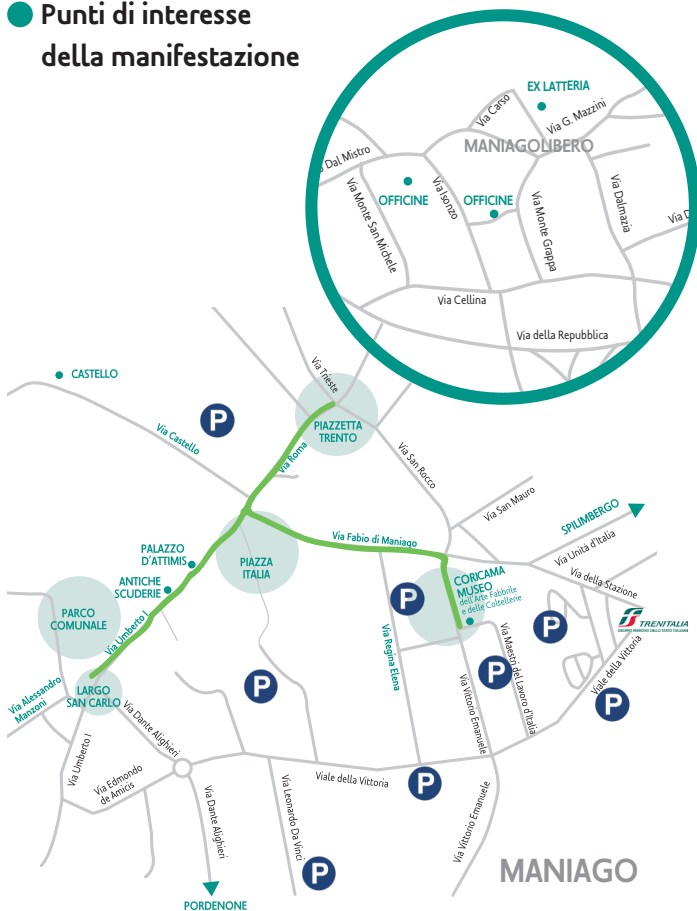 Punti di interesse
della manifestazione
EX LATTERIA
Via Carso
Via G. Mazzini
MANIAGOLIBERO
Dal Mistro
OFFICINE
Via Isonzo
OFFICINE
Via Monte San Michele
Via Monte Grappa
Via Dalmazia
Via D
Via Cellina
Via della Repubblica
CASTELLO
Via Trieste
P
PIAZZETTA
TRENTO
Via Castello
Via Roma
Via San Rocco
Via San Mauro
SPILIMBERGO
Via Fabio di Maniago
Via Unità d'Italia
PALAZZO
D'ATTIMIS
PIAZZA
ITALIA
ANTICHE
SCUDERIE
Via della Stazione
CORICAMA
MUSEO
dell'Arte Fabbrile
e delle Coltellerie
P
PARCO
COMUNALE
Via Umberto I
P
TRENITALIA
GRUPPO FERROVIE DELLO STATO ITALIANE
Via Regina Elena
Via Maestri del Lavoro d'Italia
Viale della Vittoria
P
P
P
LARGO
SAN CARLO
Via Alessandro
Manzoni
Via Dante Alighieri
Via Umberto I
Via Vittorio Emanuele
Via Edmondo
de Amicis
Viale della Vittoria
P
Via Dante Alighieri
Via Leonardo Da Vinci
Via Vittorio Emanuele
P
MANIAGO
PORDENONE